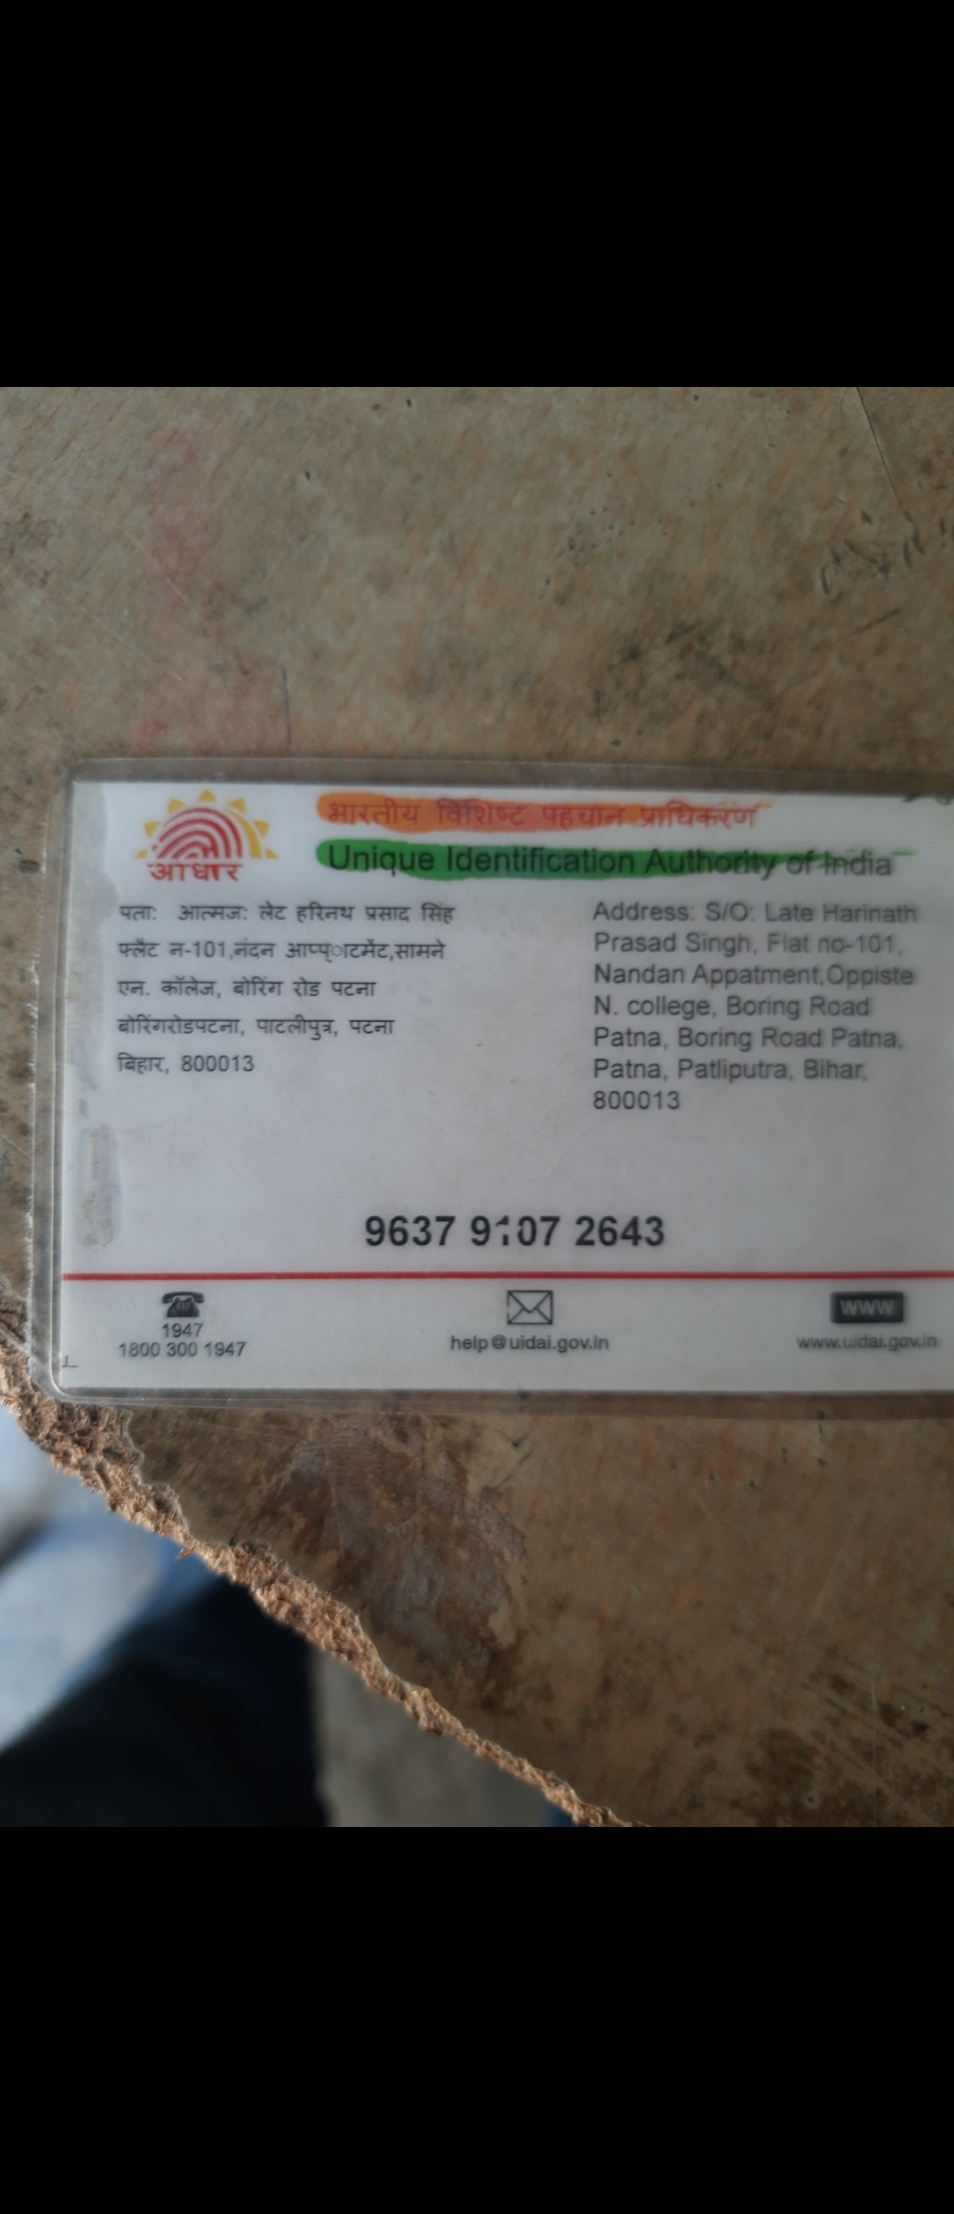 भारतीय विशिष्ट पहचान प्राधिकरण
Unique Identification Authority of India
आधार
पता: आत्मज: लेट हरिनथ प्रसाद सिंह
फ्लैट न-101,नंदन आप्प्ाटमेंट,सामने
एन. कॉलेज, बोरिंग रोड पटना
बोरिंगरोडपटना, पाटलीपुत्र, पटना
बिहार, 800013
Address: S/O: Late Harinath
Prasad Singh, Flat no-101,
Nandan Appatment,Oppiste
N. college, Boring Road
Patna, Boring Road Patna,
Patna, Patliputra, Bihar,
800013
9637 9107 2643
1947
1800 300 1947
help@uidai.gov.in
www
www.uidai.gov.in